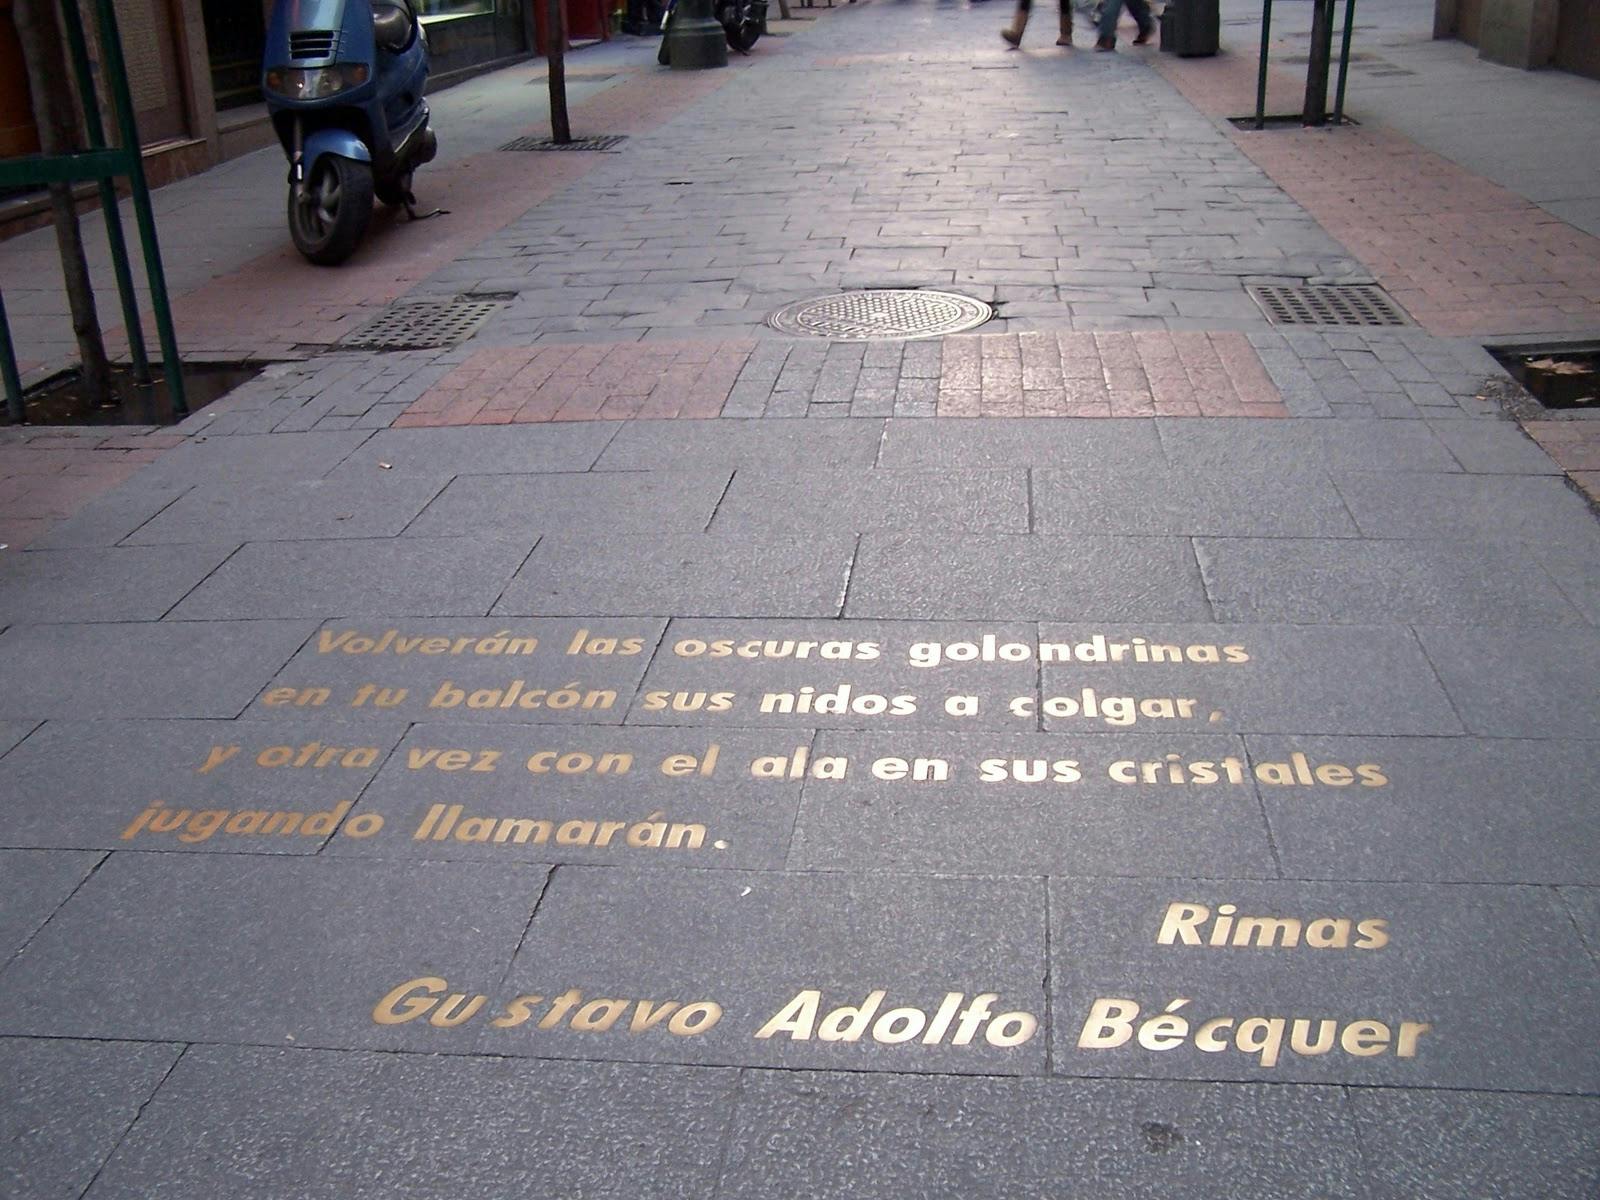 Volverán las oscuras golondrinas
en tu balcón sus nidos a colgar,
y otra vez con el ala en sus cristales
jugando llamarán.
Rimas
Gustavo Adolfo Bécquer